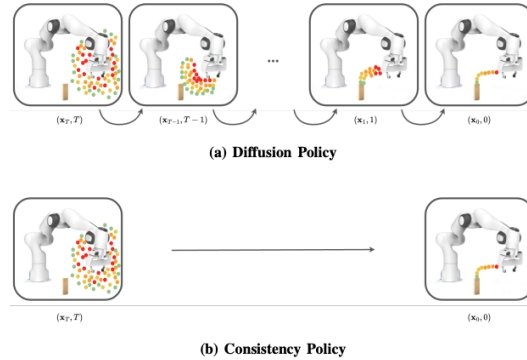 ...
(x_T, T) (x_{T−1}, T − 1) (x_1, 1) (x_0, 0)
(a) Diffusion Policy
(x_T, T) (x_0, 0)
(b) Consistency Policy